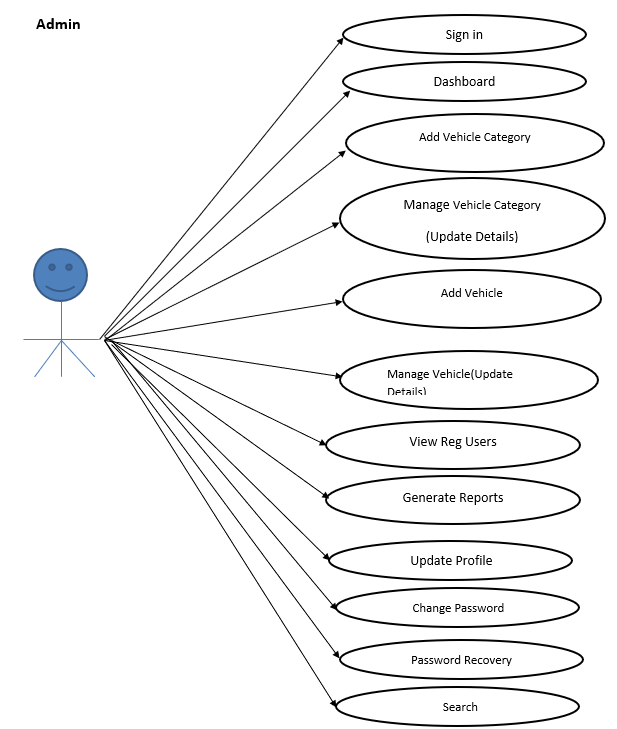 Admin
Sign in
Dashboard
Add Vehicle Category
Manage Vehicle Category
(Update Details)
Add Vehicle
Manage Vehicle(Update
Details)
View Reg Users
Generate Reports
Update Profile
Change Password
Password Recovery
Search